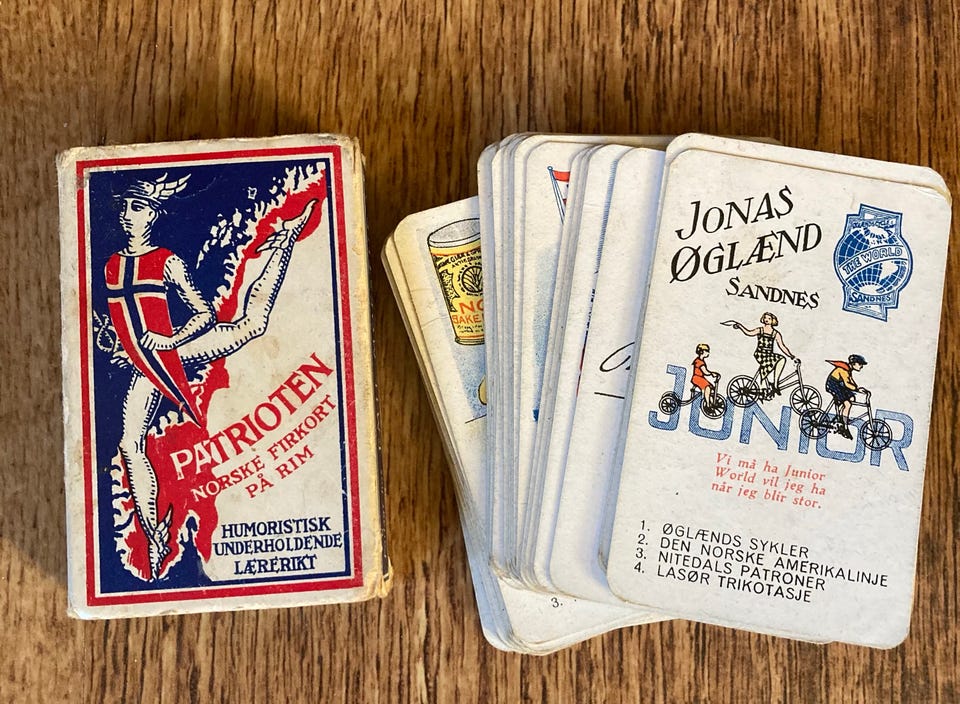 PATRIOTEN
NORSKE FIRKORT
PÅ RIM
HUMORISTISK
UNDERHOLDENDE
LÆRERIKT
3.
JONAS
ØGLÆND
SANDNES
THE WORLD
SANDNES
JUNIOR
Vi må ha Junior
World vil jeg ha
når jeg blir stor.
1. ØGLÆNDS SYKLER
2. DEN NORSKE AMERIKALINJE
3. NITEDALS PATRONER
4. LASØR TRIKOTASJE